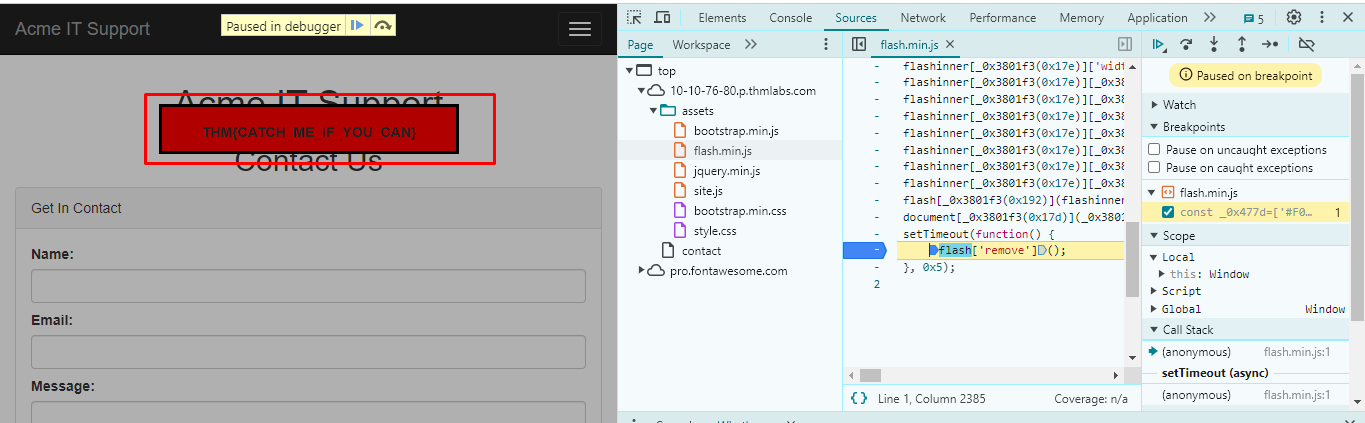 Acme IT Support
Paused in debugger
Acme IT Support
THM{CATCH_ME_IF_YOU_CAN}
Contact Us
Get In Contact
Name:
Email:
Message:
Elements Console Sources Network Performance Memory Application 5
Page Workspace
top
10-10-76-80.p.thmlabs.com
assets
bootstrap.min.js
flash.min.js
jquery.min.js
site.js
bootstrap.min.css
style.css
contact
pro.fontawesome.com
flash.min.js
- flashinner[_0x3801f3(0x17e)]['widt
- flashinner[_0x3801f3(0x17e)][_0x38
- flashinner[_0x3801f3(0x17e)][_0x38
- flashinner[_0x3801f3(0x17e)][_0x38
- flashinner[_0x3801f3(0x17e)][_0x38
- flashinner[_0x3801f3(0x17e)][_0x38
- flashinner[_0x3801f3(0x17e)][_0x38
- flashinner[_0x3801f3(0x17e)][_0x38
- flash[_0x3801f3(0x192)](flashinner
- document[_0x3801f3(0x17d)](_0x3801
- setTimeout(function() {
- flash['remove']();
- }, 0x5);
2
{} Line 1, Column 2385 Coverage: n/a
Paused on breakpoint
Watch
Breakpoints
Pause on uncaught exceptions
Pause on caught exceptions
flash.min.js
const _0x477d=['#F0… 1
Scope
Local
this: Window
Script
Global Window
Call Stack
(anonymous) flash.min.js:1
setTimeout (async)
(anonymous) flash.min.js:1